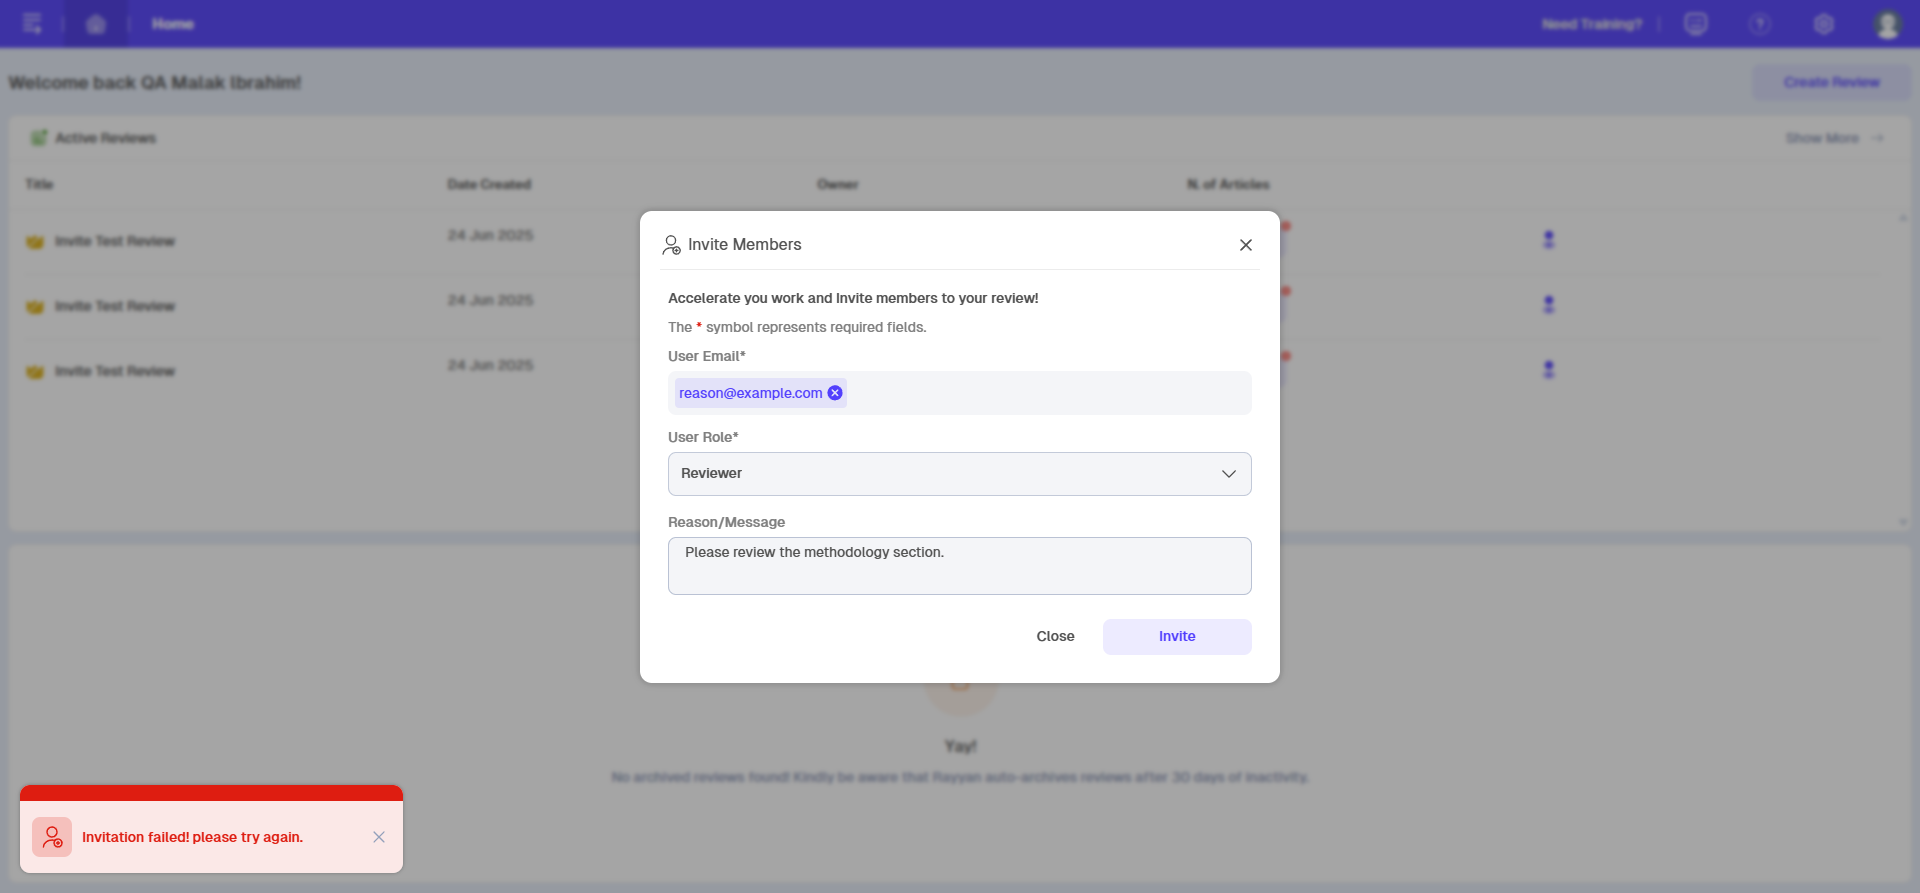 Home
Need Training?
Welcome back QA Malak Ibrahim!
Create Review
Active Reviews
Show More
Title
Date Created
Owner
N. of Articles
Invite Test Review
24 Jun 2025
Invite Test Review
24 Jun 2025
Invite Test Review
24 Jun 2025
Invite Members
Accelerate you work and Invite members to your review!
The * symbol represents required fields.
User Email*
reason@example.com
User Role*
Reviewer
Reason/Message
Please review the methodology section.
Close
Invite
Yay!
No archived reviews found! Kindly be aware that Rayyan auto-archives reviews after 30 days of inactivity.
Invitation failed! please try again.